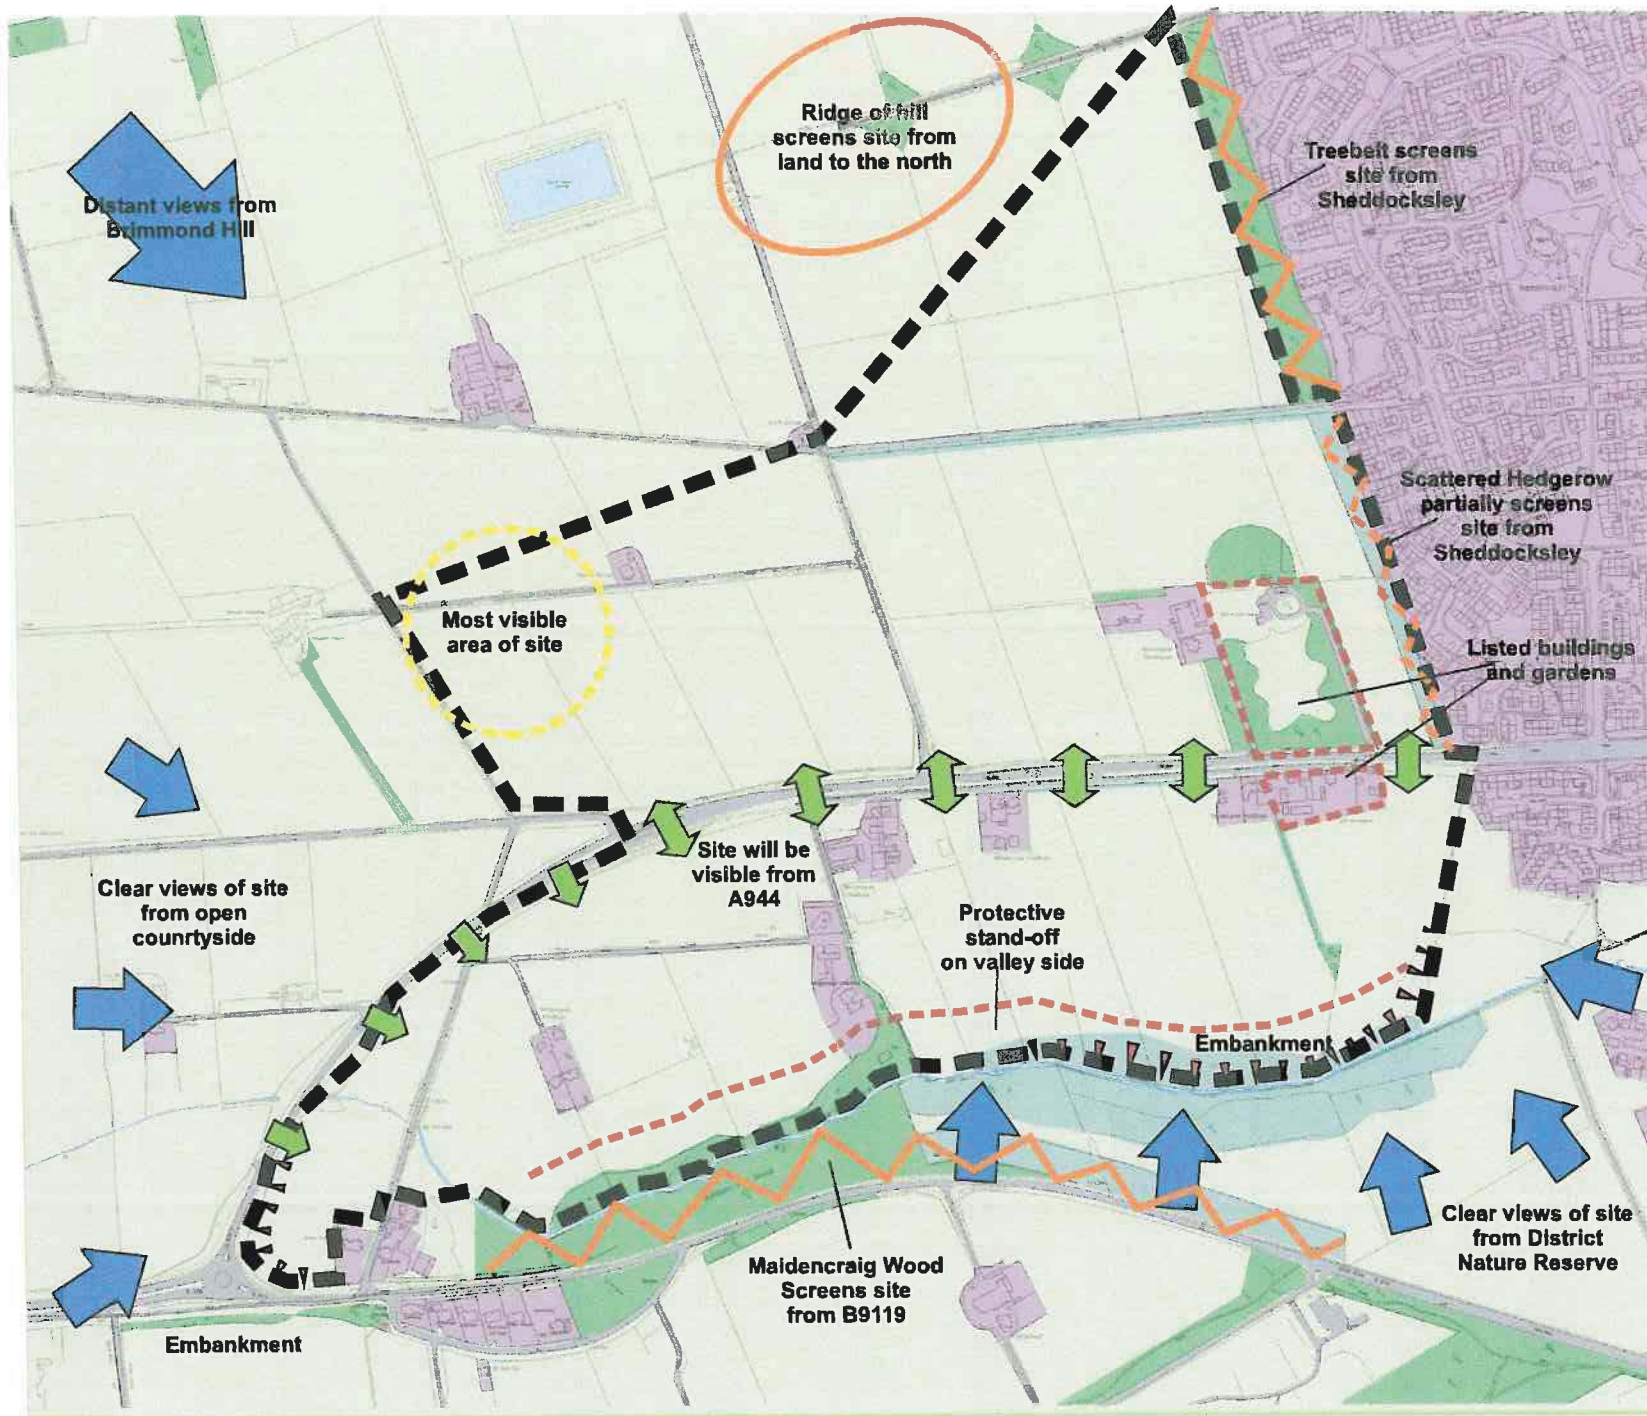 Ridge of hill
screens site from
land to the north
Treebelt screens
site from
Sheddocksley
Distant views from
Brimmond Hill
Scattered Hedgerow
partially screens
site from
Sheddocksley
Most visible
area of site
Listed buildings
and gardens
Site will be
visible from
A944
Clear views of site
from open
counrtyside
Protective
stand-off
on valley side
Embankment
Clear views of site
from District
Nature Reserve
Maidencraig Wood
Screens site
from B9119
Embankment